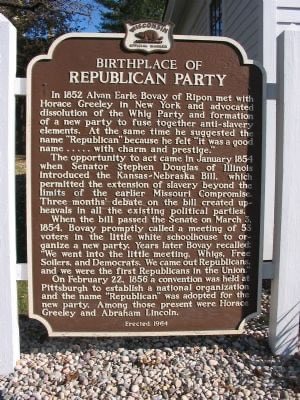 WISCONSIN
BIRTHPLACE OF
REPUBLICAN PARTY
In 1852 Alvan Earle Bovay of Ripon met with
Horace Greeley in New York and advocated
dissolution of the Whig Party and formation
of a new party to fuse together anti-slavery
elements. At the same time he suggested the
name "Republican" because he felt "it was a good
name ..... with charm and prestige."
The opportunity to act came in January 1854
when Senator Stephen Douglas of Illinois
introduced the Kansas-Nebraska Bill, which
permitted the extension of slavery beyond the
limits of the earlier Missouri Compromise.
Three months' debate on the bill created up-
heavals in all the existing political parties.
When the bill passed the Senate on March 3,
1854, Bovay promptly called a meeting of 53
voters in the little white schoolhouse to or-
ganize a new party. Years later Bovay recalled:
"We went into the little meeting, Whigs, Free
Soilers, and Democrats. We came out Republicans,
and we were the first Republicans in the Union."
On February 22, 1856 a convention was held at
Pittsburgh to establish a national organization
and the name "Republican" was adopted for the
new party. Among those present were Horace
Greeley and Abraham Lincoln.
Erected 1964